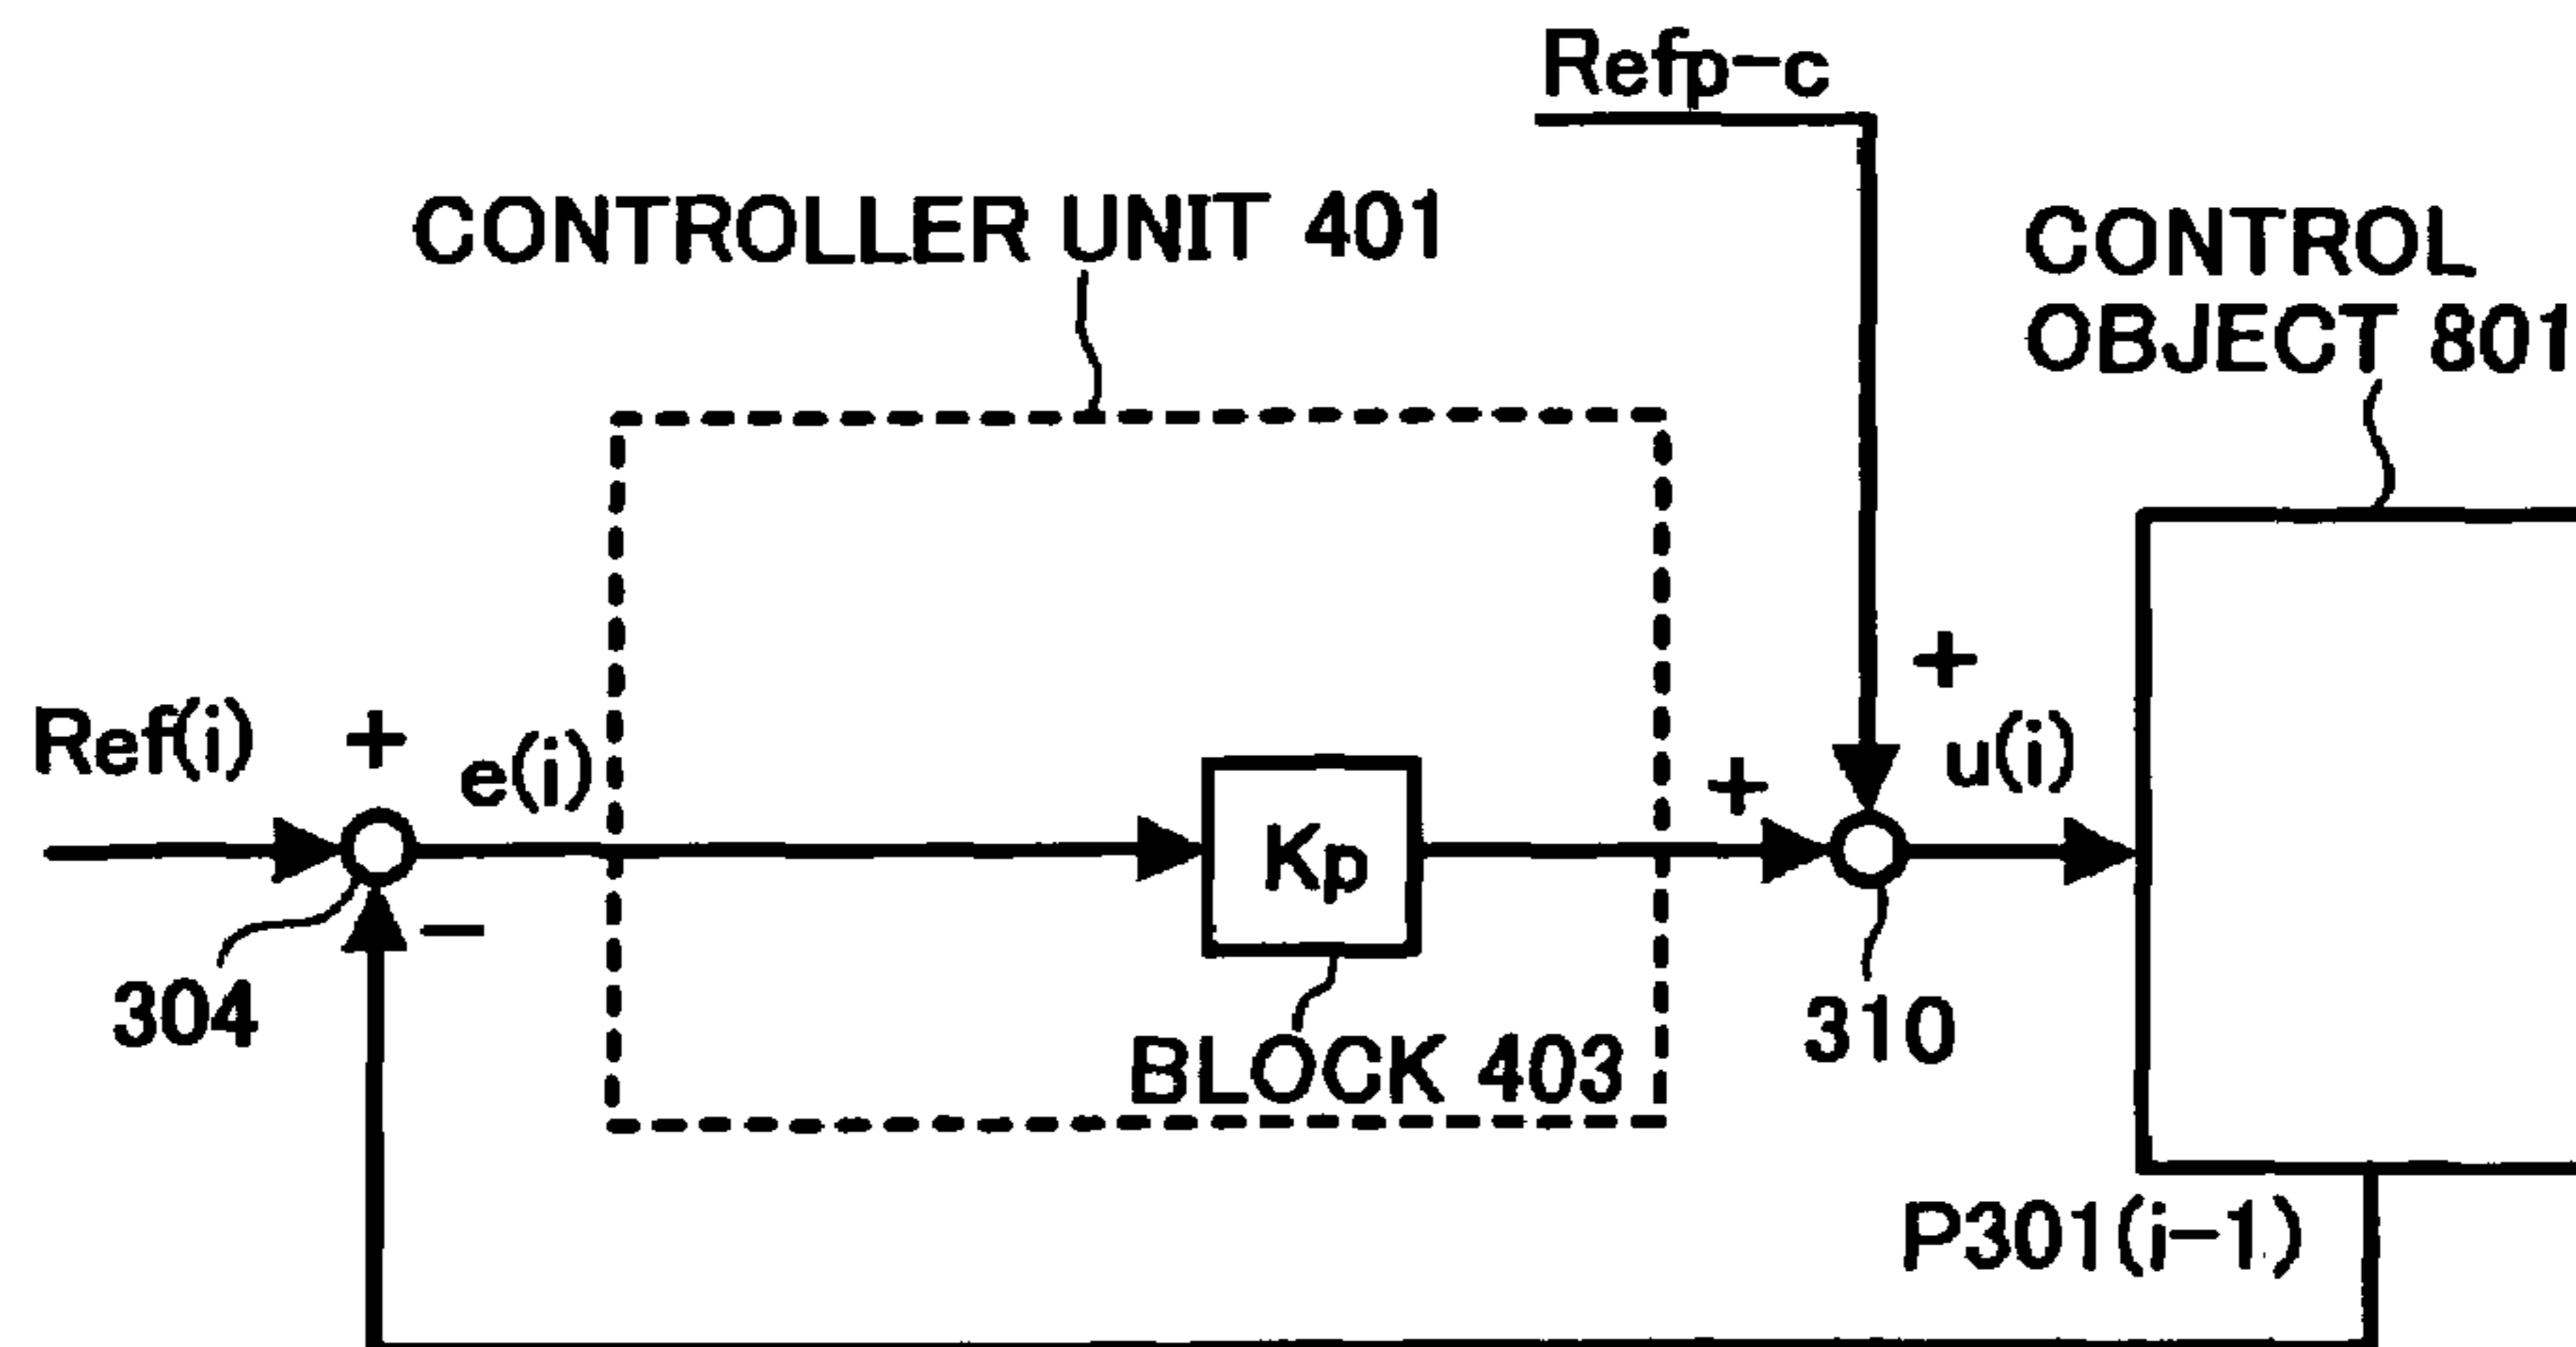 Refp-c
CONTROLLER UNIT 401
CONTROL
OBJECT 801
Ref(i)
+
e(i)
+
+
u(i)
Kp
−
304
310
BLOCK 403
P301(i-1)